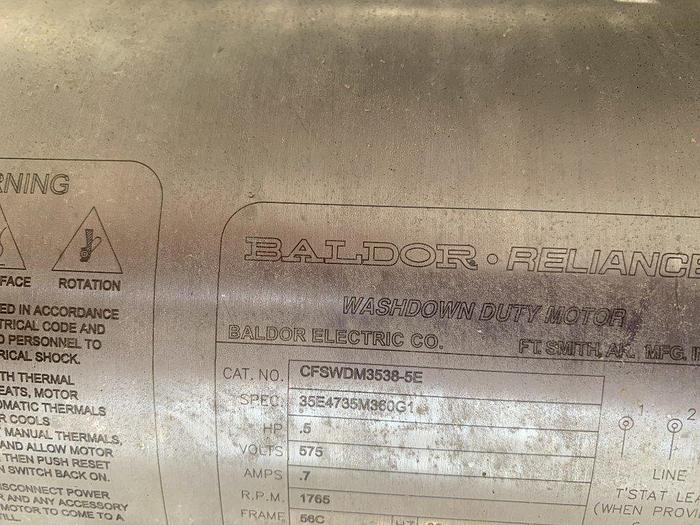 RNING
FACE ROTATION
ED IN ACCORDANCE
TRICAL CODE AND
D PERSONNEL TO
RICAL SHOCK.
TH THERMAL
EATS, MOTOR
OMATIC THERMALS
R COOLS
MANUAL THERMALS,
AND ALLOW MOTOR
THEN PUSH RESET
N SWITCH BACK ON.
ISCONNECT POWER
R AND ANY ACCESSORY
MOTOR TO COME TO A
TILL.
BALDOR · RELIANCE
WASHDOWN DUTY MOTOR
BALDOR ELECTRIC CO. FT. SMITH, AR. MFG. I
CAT. NO. CFSWDM3538-5E
SPEC. 35E4735M360G1
HP .5
VOLTS 575
AMPS .7
R.P.M. 1765
FRAME 56C HZ
1 2
LINE
T'STAT LEA
(WHEN PROV